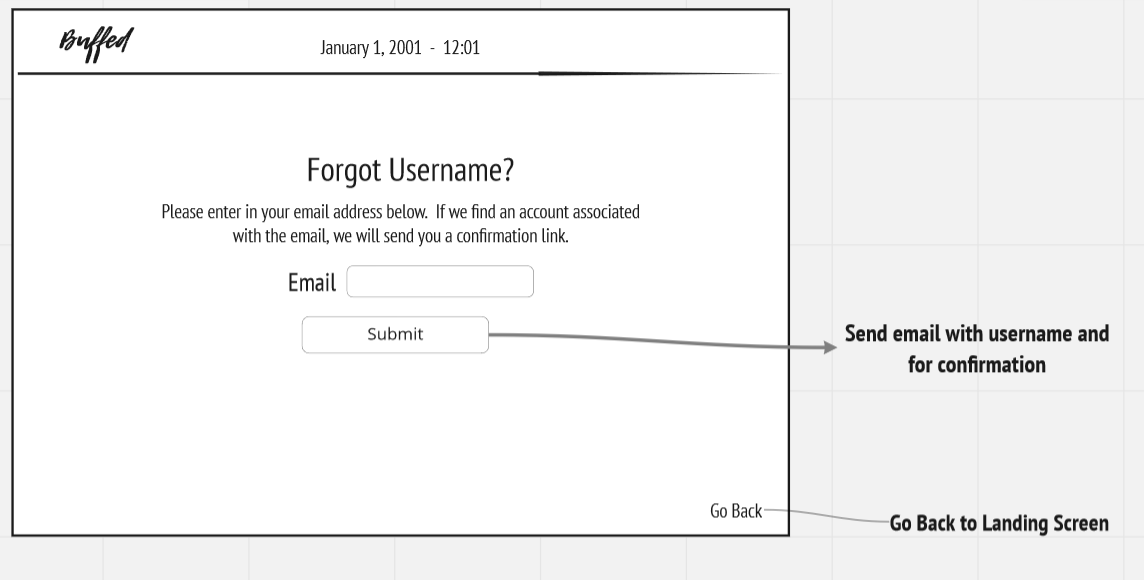 Buffed
January 1, 2001 - 12:01
Forgot Username?
Please enter in your email address below. If we find an account associated
with the email, we will send you a confirmation link.
Email
Submit
Send email with username and
for confirmation
Go Back
Go Back to Landing Screen